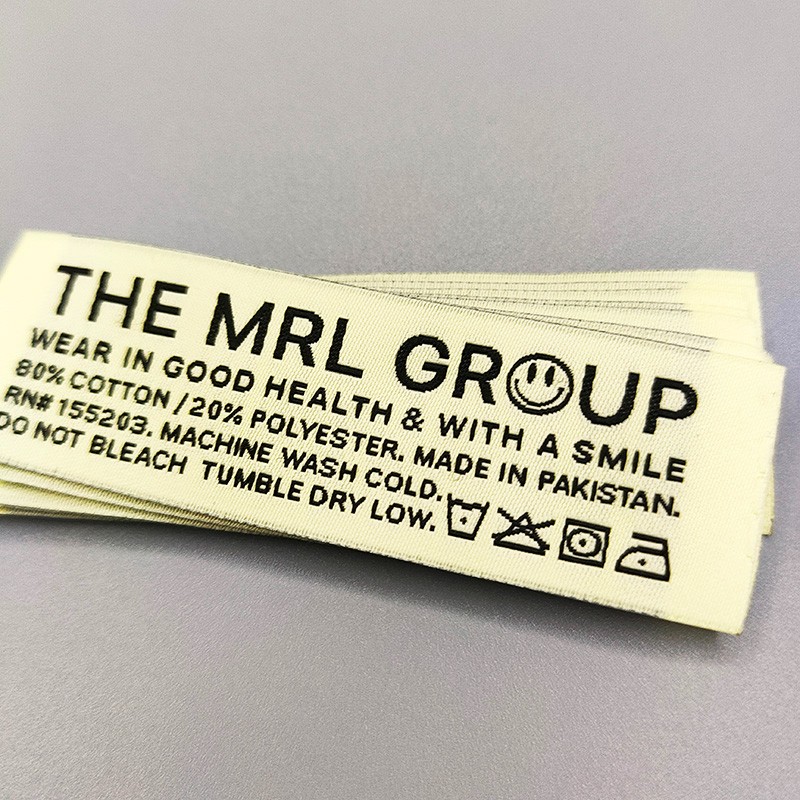 THE MRL GROUP
WEAR IN GOOD HEALTH & WITH A SMILE
80% COTTON / 20% POLYESTER. MADE IN PAKISTAN.
RN# 155203. MACHINE WASH COLD.
DO NOT BLEACH TUMBLE DRY LOW.